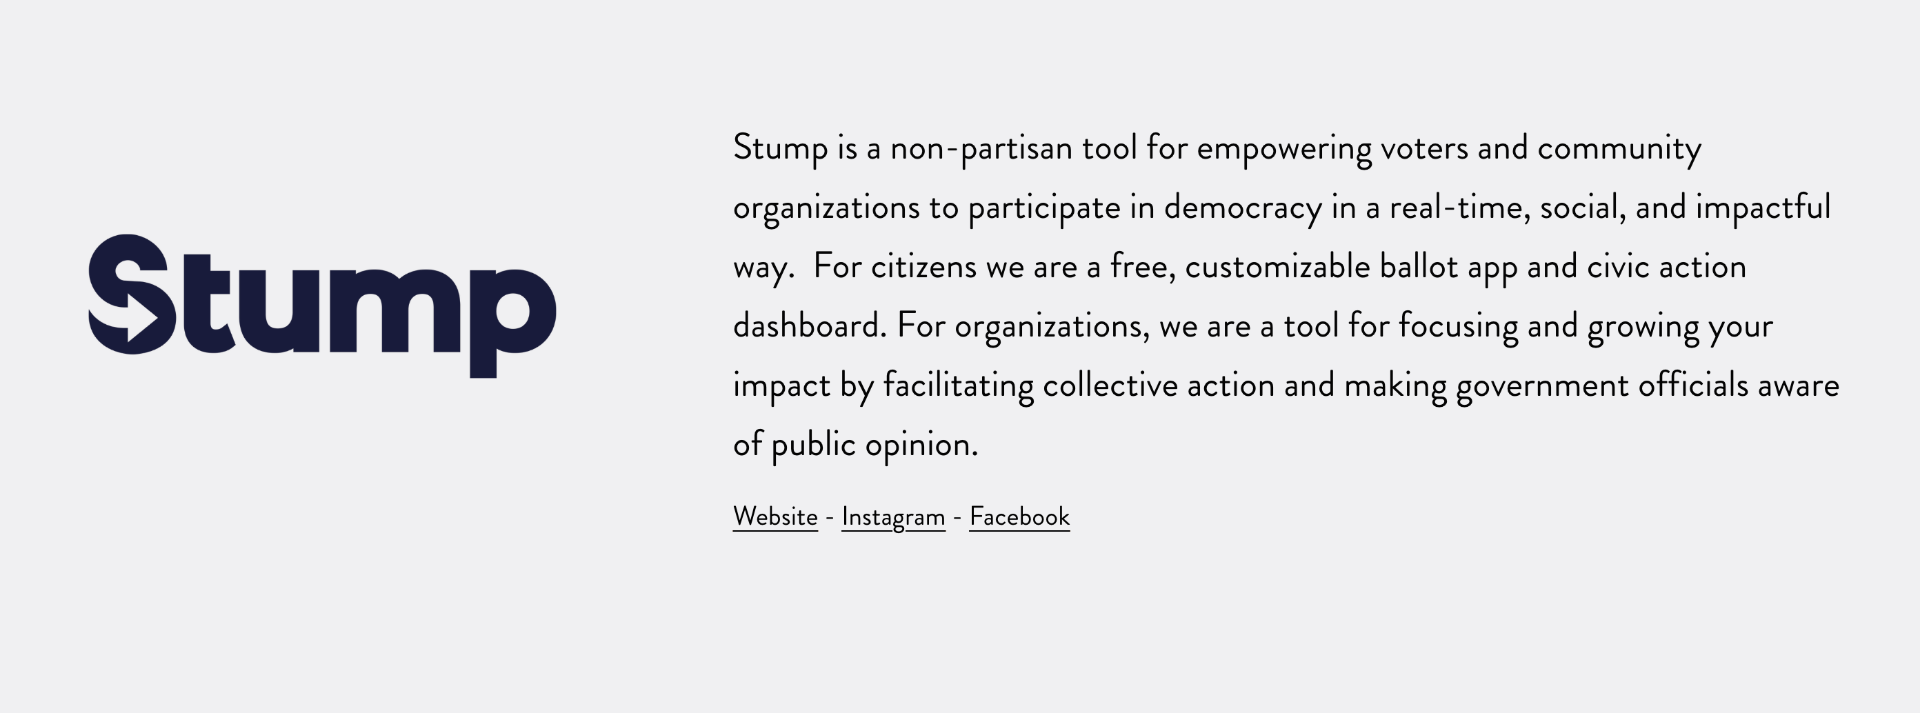 Stump
Stump is a non-partisan tool for empowering voters and community
organizations to participate in democracy in a real-time, social, and impactful
way.  For citizens we are a free, customizable ballot app and civic action
dashboard. For organizations, we are a tool for focusing and growing your
impact by facilitating collective action and making government officials aware
of public opinion.
Website - Instagram - Facebook